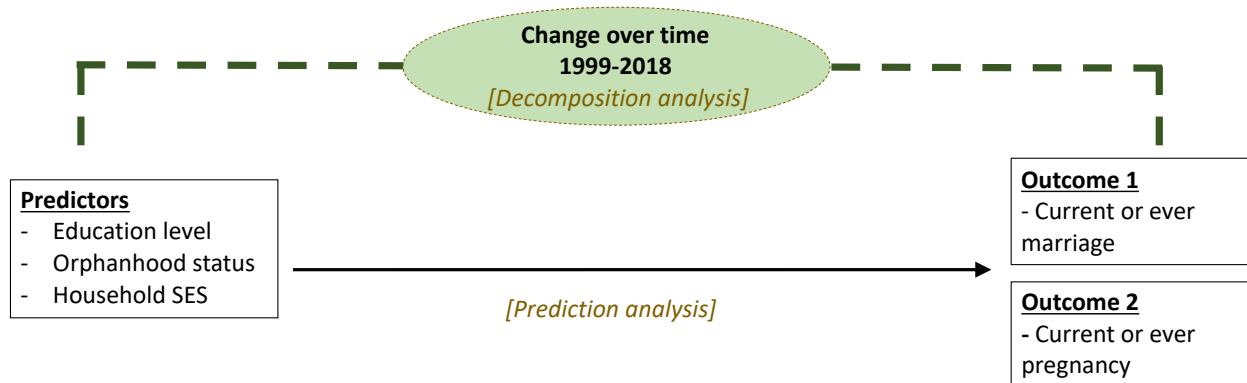 Change over time
1999-2018
[Decomposition analysis]
Predictors
- Education level
- Orphanhood status
- Household SES
[Prediction analysis]
Outcome 1
- Current or ever
marriage
Outcome 2
- Current or ever
pregnancy